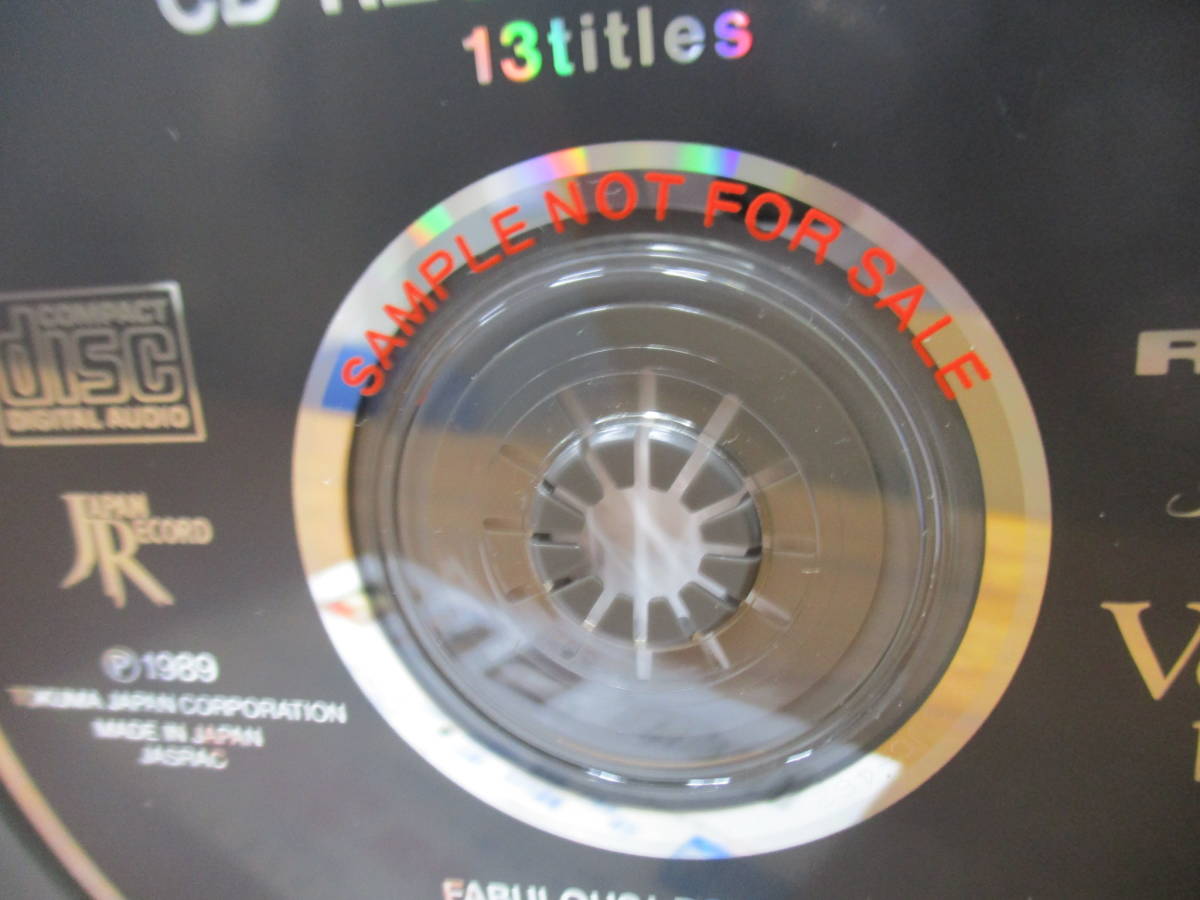 CD
13titles
SAMPLE NOT FOR SALE
COMPACT
disc
DIGITAL AUDIO
JAPAN
RECORD
℗1989
TOKUMA JAPAN CORPORATION
MADE IN JAPAN
JASRAC